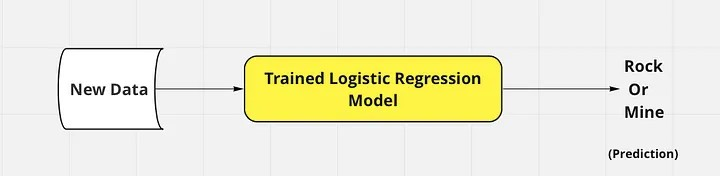 New Data
Trained Logistic Regression
Model
Rock
Or
Mine
(Prediction)